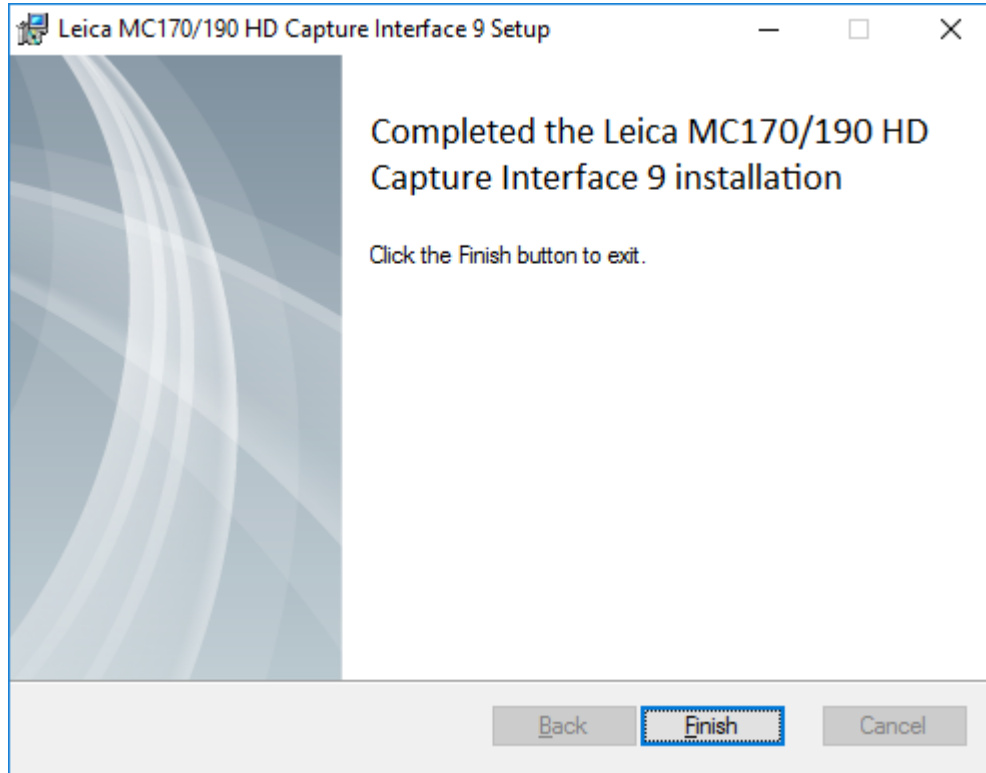 Leica MC170/190 HD Capture Interface 9 Setup
Completed the Leica MC170/190 HD
Capture Interface 9 installation
Click the Finish button to exit.
Back
Finish
Cancel